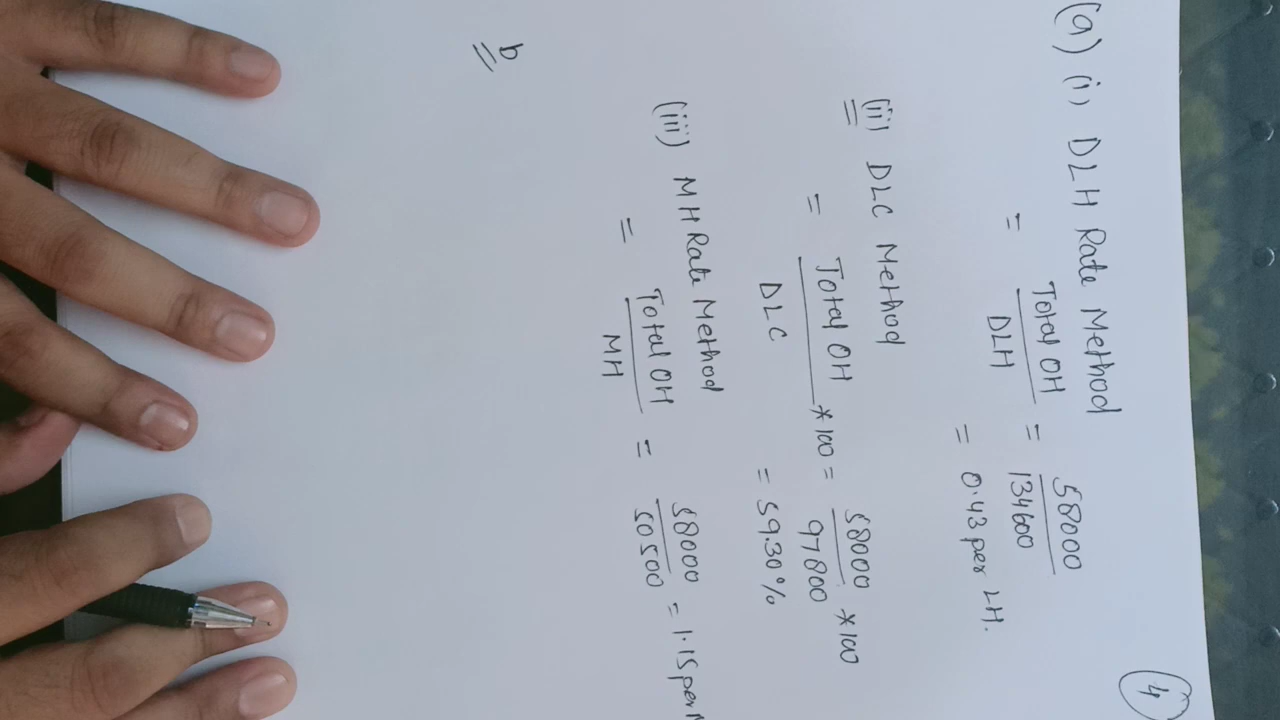 4
(a) (i) DLH Rate Method
= Total OH / DLH = 58000 / 134600
= 0.43 per LH.
(ii) DLC Method
= Total OH / DLC * 100 = 58000 / 97800 * 100
= 59.30%
(iii) MH Rate Method
= Total OH / MH = 58000 / 50500 = 1.15 per M
b